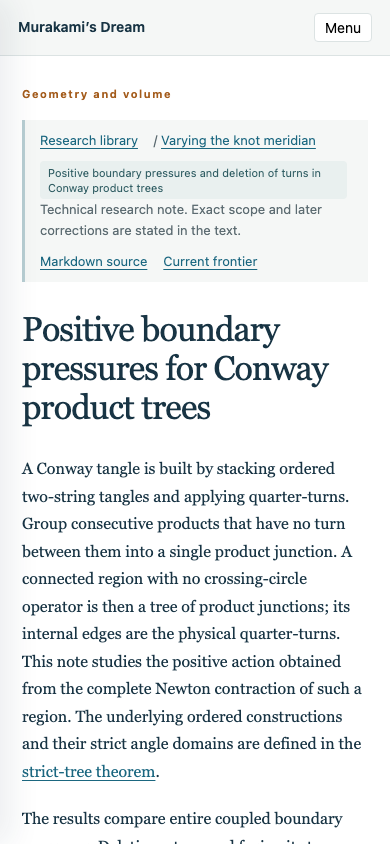 Murakami's Dream
Menu
Geometry and volume
Research library / Varying the knot meridian
Positive boundary pressures and deletion of turns in
Conway product trees
Technical research note. Exact scope and later
corrections are stated in the text.
Markdown source Current frontier
Positive boundary
pressures for Conway
product trees
A Conway tangle is built by stacking ordered
two-string tangles and applying quarter-turns.
Group consecutive products that have no turn
between them into a single product junction. A
connected region with no crossing-circle
operator is then a tree of product junctions; its
internal edges are the physical quarter-turns.
This note studies the positive action obtained
from the complete Newton contraction of such a
region. The underlying ordered constructions
and their strict angle domains are defined in the
strict-tree theorem.
The results compare entire coupled boundary